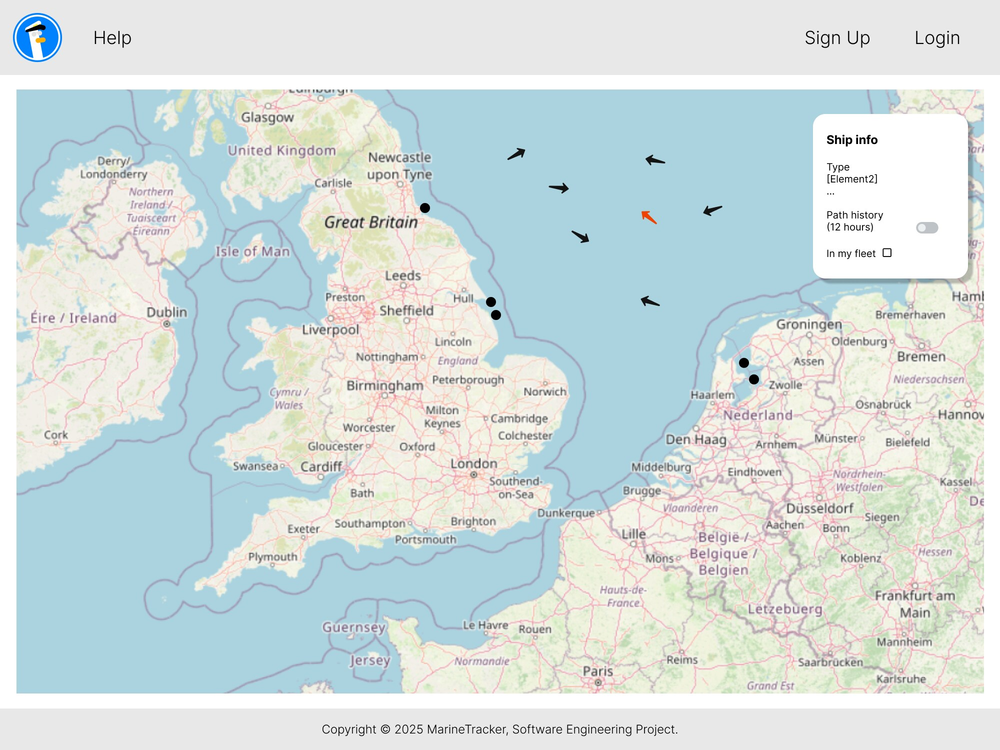 Help
Sign Up
Login
Edinburgh
Glasgow
United Kingdom
Newcastle
upon Tyne
Derry/
Londonderry
Carlisle
Northern
Ireland /
Tuaisceart
Éireann
Great Britain
Isle of Man
Leeds
Preston
Hull
Sheffield
Éire / Ireland
Dublin
Liverpool
Lincoln
Nottingham
England
Peterborough
Birmingham
Norwich
Cymru /
Wales
Milton
Keynes
Cambridge
Worcester
Colchester
Cork
Gloucester
Oxford
Swansea
Cardiff
London
Southend-
on-Sea
Bath
Dunkerque
Exeter
Southampton
Brighton
Portsmouth
Plymouth
Guernsey
Jersey
Le Havre
Rouen
Normandie
Paris
Reims
Hauts-de-
France
Grand Est
Ship info
Type
[Element2]
...
Path history
(12 hours)
In my fleet
Hamb
Bremerhaven
Groningen
Oldenburg
Bremen
Assen
Niedersachsen
Zwolle
Haarlem
Osnabrück
Nederland
Hannov
Den Haag
Arnhem
Münster
Bielefeld
Middelburg
Eindhoven
Nordrhein-
Westfalen
Kassel
Brugge
Vlaanderen
Düsseldorf
De
Siegen
Aachen
Bonn
Lille
België /
Belgique /
Belgien
Mons
Koblenz
Hessen
Frankfurt am
Main
Lëtzebuerg
Mannheim
Saarbrücken
Karlsruhe
Copyright © 2025 MarineTracker, Software Engineering Project.